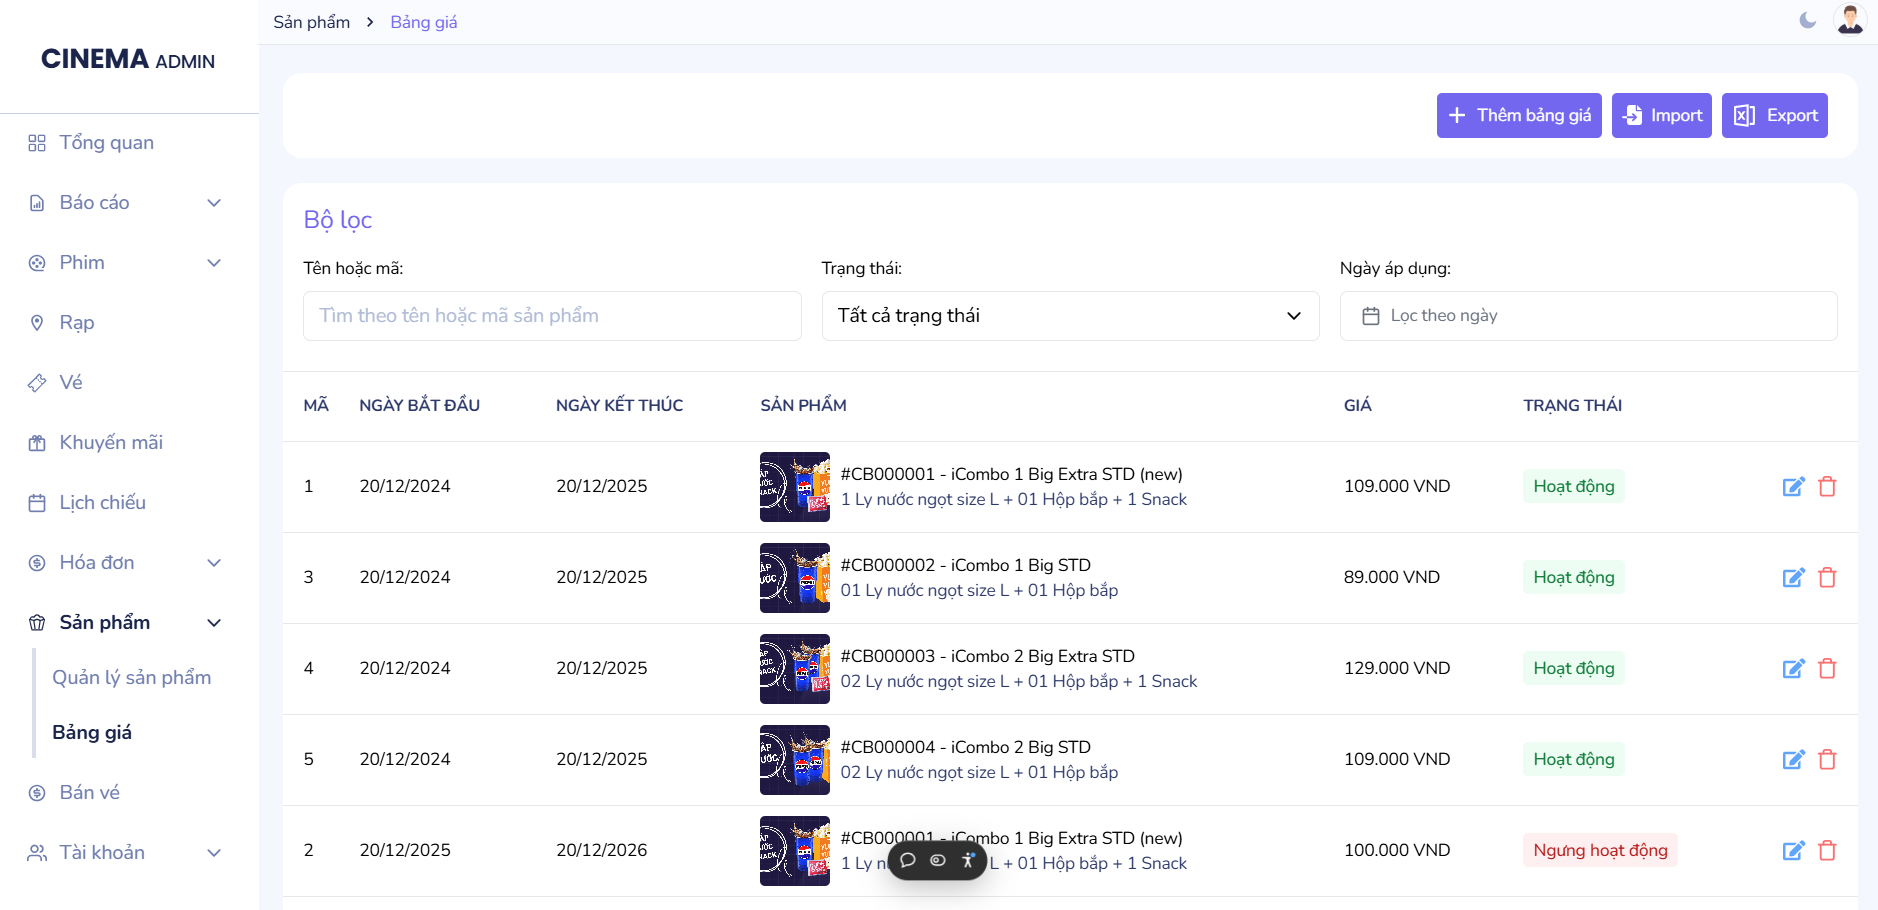 CINEMA ADMIN
Sản phẩm > Bảng giá
Tổng quan
Báo cáo
Phim
Rạp
Vé
Khuyến mãi
Lịch chiếu
Hóa đơn
Sản phẩm
Quản lý sản phẩm
Bảng giá
Bán vé
Tài khoản
Thêm bảng giá
Import
Export
Bộ lọc
Tên hoặc mã:
Tìm theo tên hoặc mã sản phẩm
Trạng thái:
Tất cả trạng thái
Ngày áp dụng:
Lọc theo ngày
MÃ NGÀY BẮT ĐẦU NGÀY KẾT THÚC SẢN PHẨM GIÁ TRẠNG THÁI
1 20/12/2024 20/12/2025 #CB000001 - iCombo 1 Big Extra STD (new) 109.000 VND Hoạt động
1 Ly nước ngọt size L + 01 Hộp bắp + 1 Snack
3 20/12/2024 20/12/2025 #CB000002 - iCombo 1 Big STD 89.000 VND Hoạt động
01 Ly nước ngọt size L + 01 Hộp bắp
4 20/12/2024 20/12/2025 #CB000003 - iCombo 2 Big Extra STD 129.000 VND Hoạt động
02 Ly nước ngọt size L + 01 Hộp bắp + 1 Snack
5 20/12/2024 20/12/2025 #CB000004 - iCombo 2 Big STD 109.000 VND Hoạt động
02 Ly nước ngọt size L + 01 Hộp bắp
2 20/12/2025 20/12/2026 #CB000001 - iCombo 1 Big Extra STD (new) 100.000 VND Ngưng hoạt động
1 Ly L + 01 Hộp bắp + 1 Snack